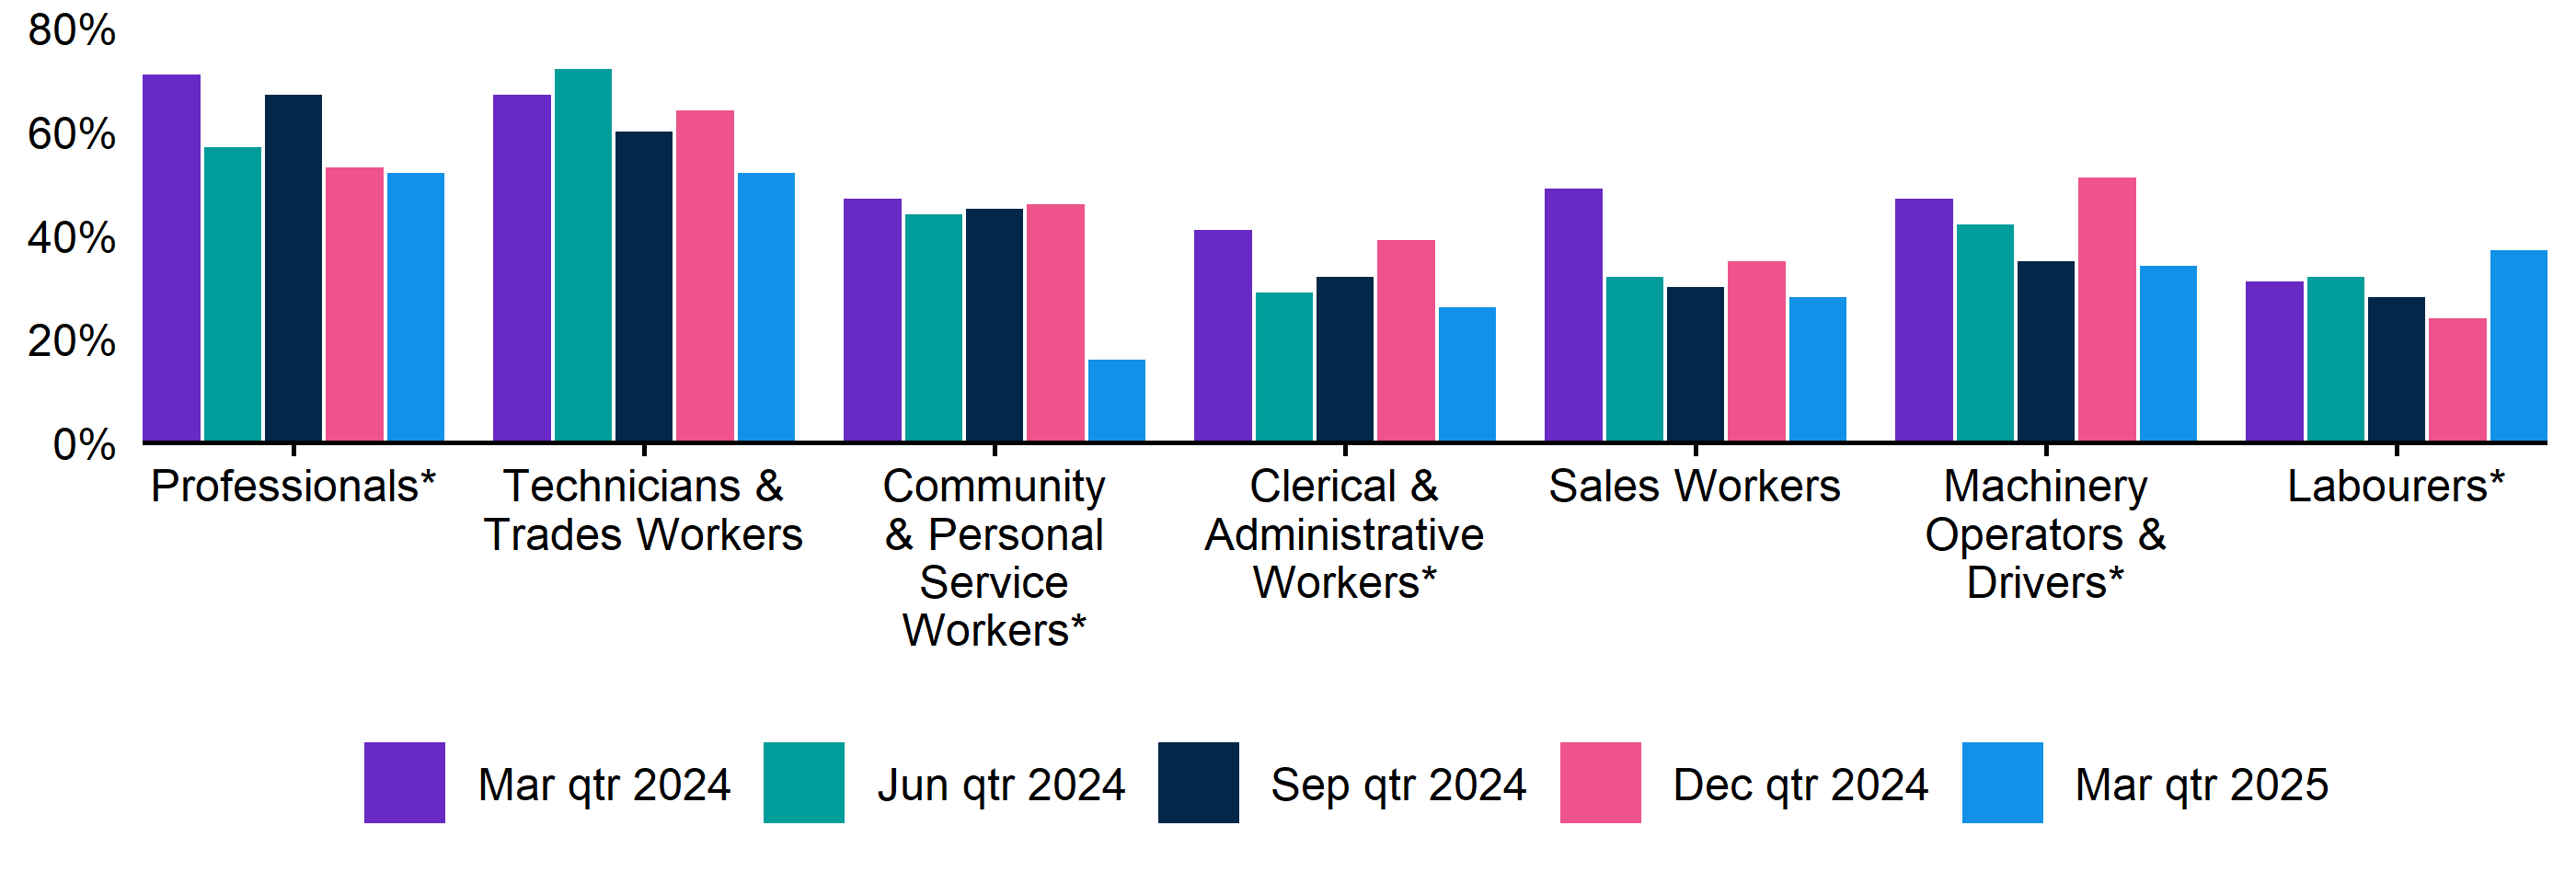 80%
60%
40%
20%
0%
Professionals*
Technicians &
Trades Workers
Community
& Personal
Service
Workers*
Clerical &
Administrative
Workers*
Sales Workers
Machinery
Operators &
Drivers*
Labourers*
Mar qtr 2024
Jun qtr 2024
Sep qtr 2024
Dec qtr 2024
Mar qtr 2025